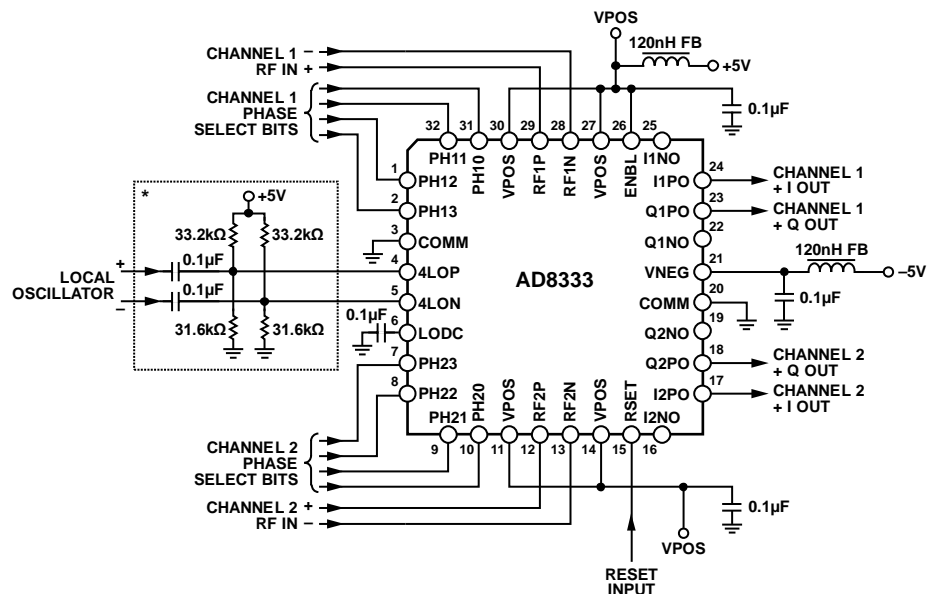 VPOS
120nH FB
+5V
0.1µF
CHANNEL 1 –
RF IN +
CHANNEL 1
PHASE
SELECT BITS
32 31 30 29 28 27 26 25
PH11 PH10 VPOS RF1P RF1N VPOS ENBL I1NO
1 PH12
2 PH13
3 COMM
4 4LOP
5 4LON
6 LODC
7 PH23
8 PH22
*
+5V
33.2kΩ 33.2kΩ
0.1µF
+
LOCAL
OSCILLATOR
–
0.1µF
31.6kΩ 31.6kΩ
0.1µF
AD8333
I1PO 24 CHANNEL 1
+ I OUT
Q1PO 23 CHANNEL 1
+ Q OUT
Q1NO 22
VNEG 21
120nH FB
–5V
0.1µF
COMM 20
Q2NO 19
Q2PO 18 CHANNEL 2
+ Q OUT
I2PO 17 CHANNEL 2
+ I OUT
PH21 PH20 VPOS RF2P RF2N VPOS RSET I2NO
9 10 11 12 13 14 15 16
CHANNEL 2
PHASE
SELECT BITS
CHANNEL 2 +
RF IN –
0.1µF
VPOS
RESET
INPUT